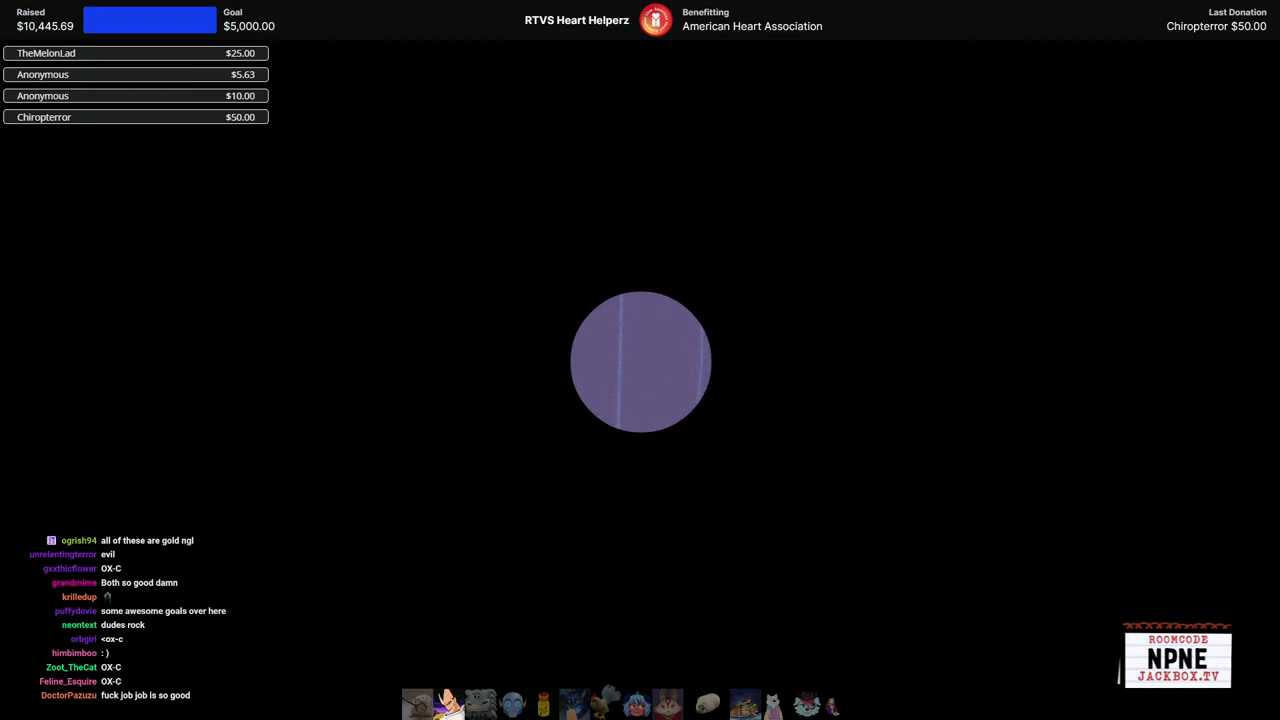 Raised
$10,445.69
Goal
$5,000.00
RTVS Heart Helperz
Benefitting
American Heart Association
Last Donation
Chiropterror $50.00
TheMelonLad $25.00
Anonymous $5.63
Anonymous $10.00
Chiropterror $50.00
ogrish94 all of these are gold ngl
unrelentingterror evil
gxxthicflower OX-C
grandmime Both so good damn
krilledup
puffydovie some awesome goals over here
neontext dudes rock
orbgirl <ox-c
himbimboo : )
Zoot_TheCat OX-C
Feline_Esquire OX-C
DoctorPazuzu fuck job job is so good
ROOMCODE
NPNE
JACKBOX.TV